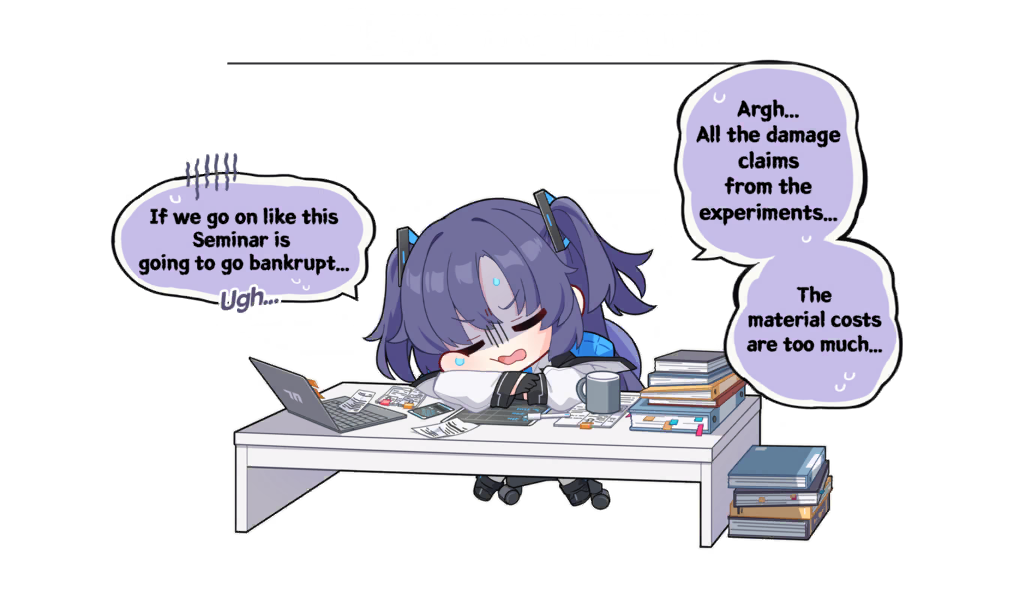 Argh...
All the damage
claims
from the
experiments...
The
material costs
are too much...
If we go on like this
Seminar is
going to go bankrupt...
Ugh...